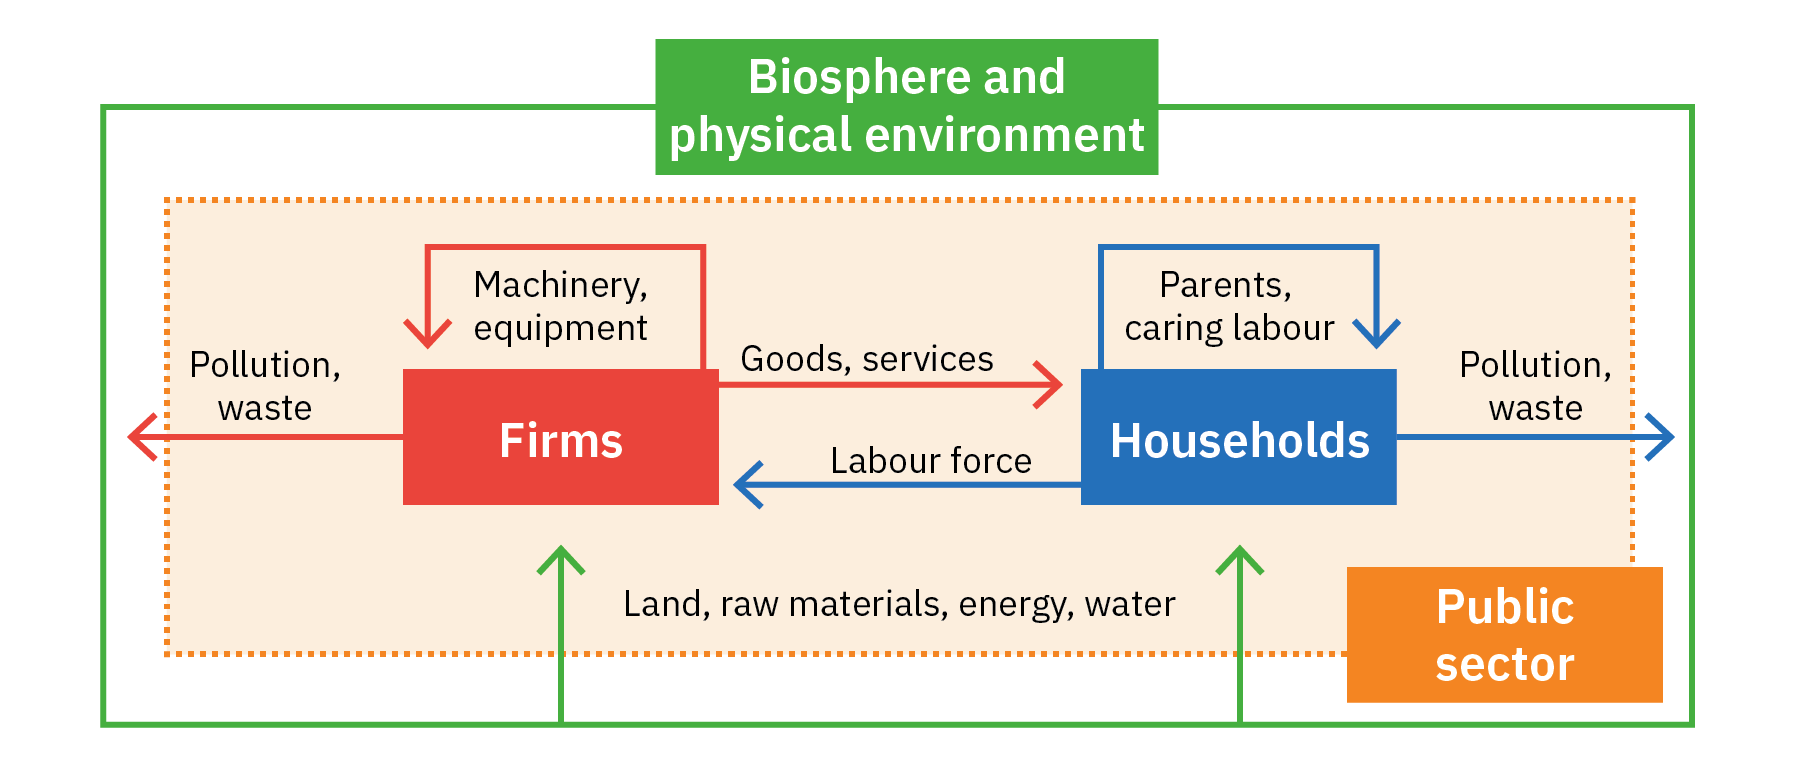 Biosphere and
physical environment
Machinery,
equipment
Parents,
caring labour
Pollution,
waste
Goods, services
Pollution,
waste
Firms
Households
Labour force
Land, raw materials, energy, water
Public
sector